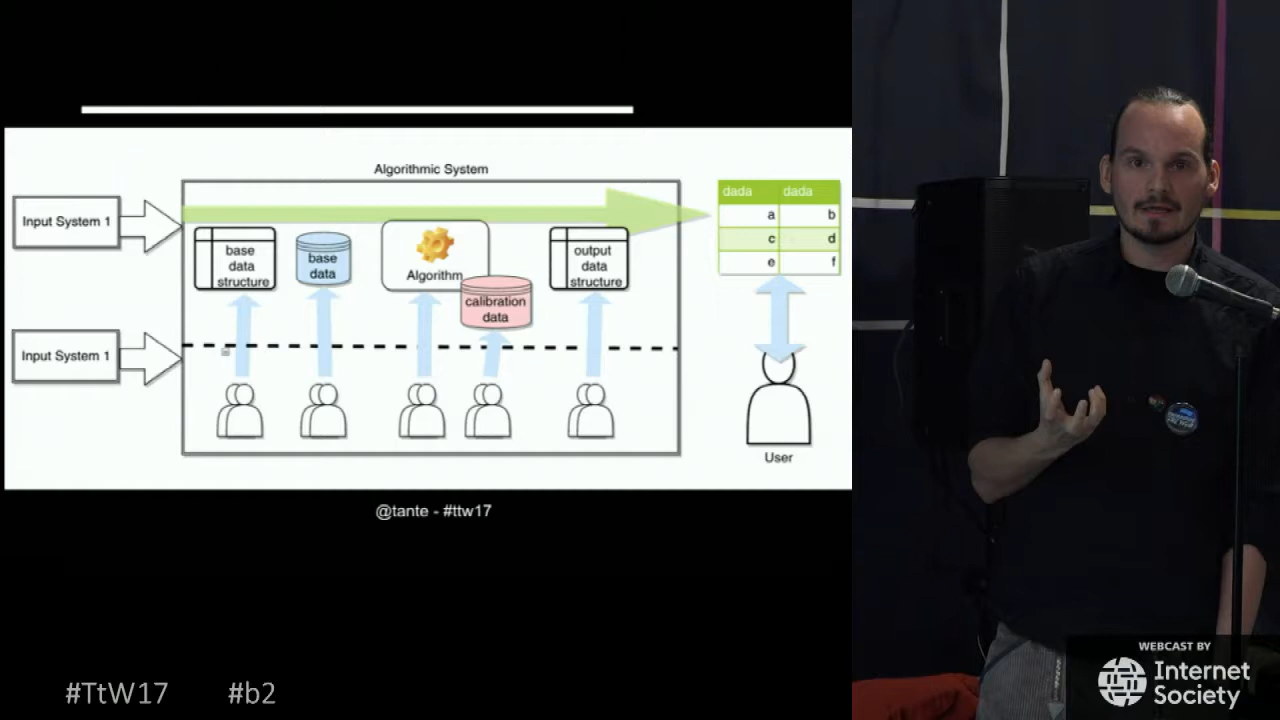 Algorithmic System
Input System 1
base
data
structure
base
data
Algorithm
calibration
data
output
data
structure
dada dada
a b
c d
e f
Input System 1
User
@tante - #ttw17
#TtW17 #b2
WEBCAST BY
Internet
Society